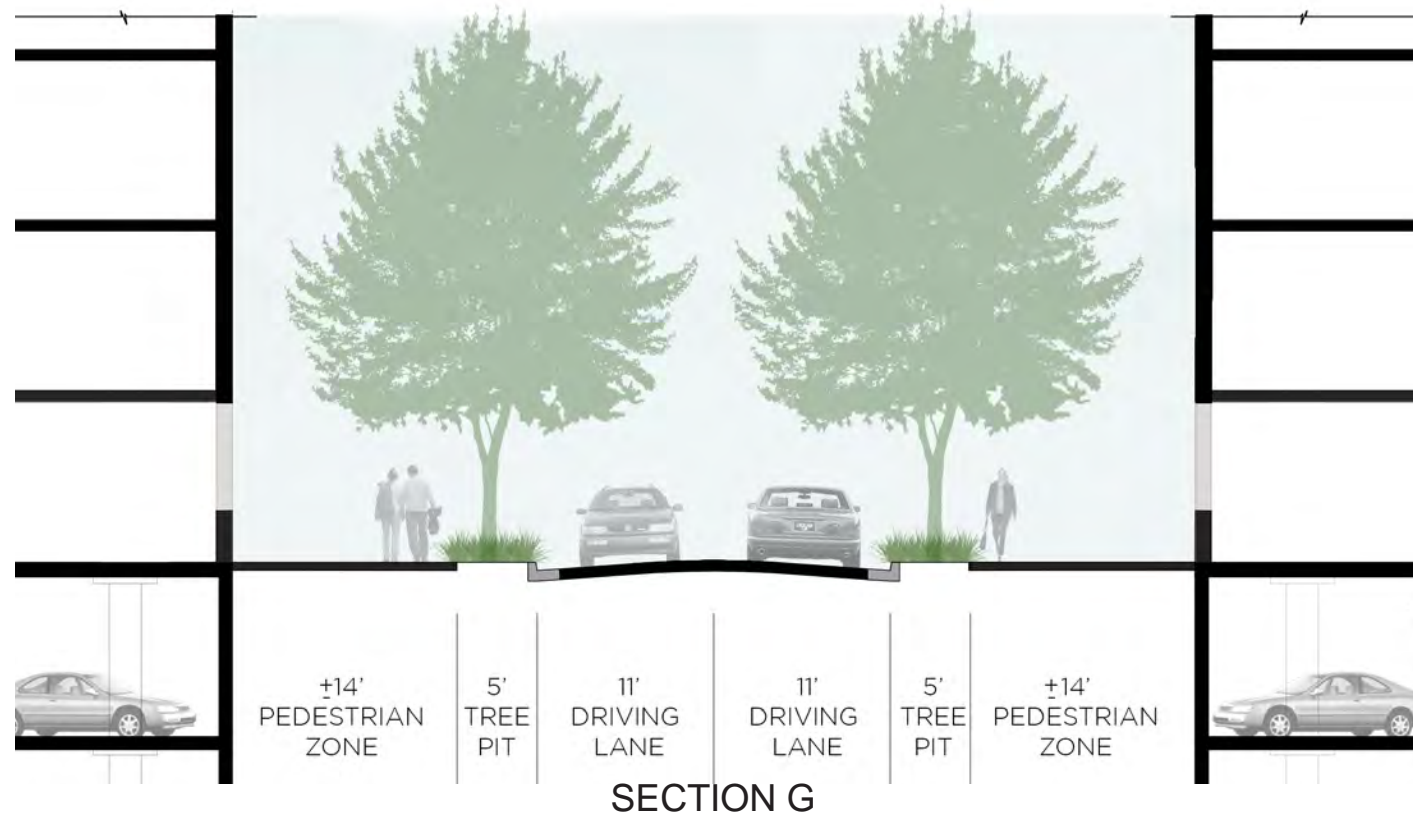 ±14'
PEDESTRIAN
ZONE
5'
TREE
PIT
11'
DRIVING
LANE
11'
DRIVING
LANE
5'
TREE
PIT
±14'
PEDESTRIAN
ZONE
SECTION G